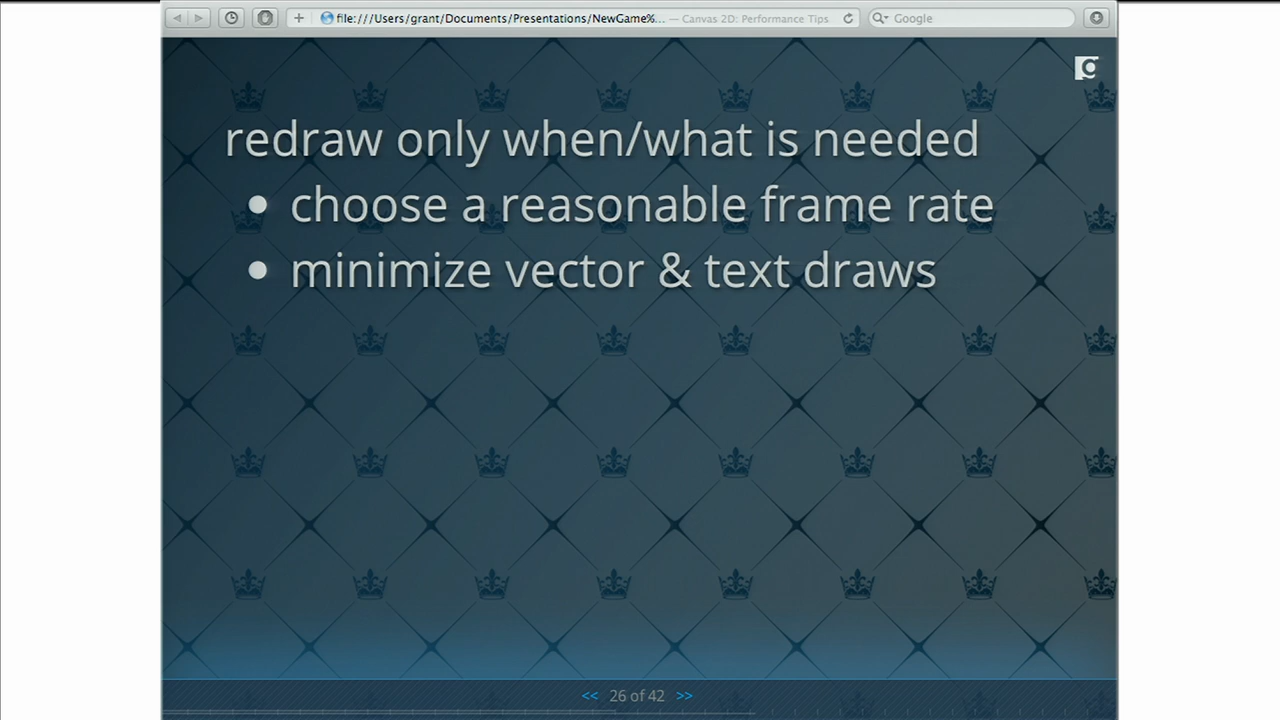 file:///Users/grant/Documents/Presentations/NewGame%... — Canvas 2D: Performance Tips
Google
g
redraw only when/what is needed
• choose a reasonable frame rate
• minimize vector & text draws
<< 26 of 42 >>